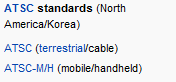 ATSC standards (North
America/Korea)
ATSC (terrestrial/cable)
ATSC-M/H (mobile/handheld)